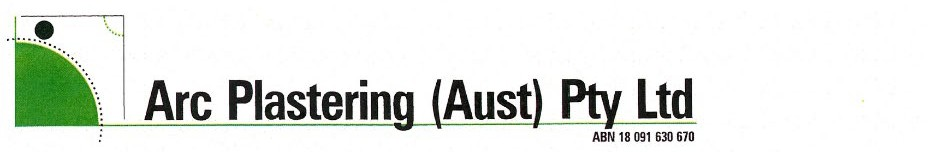 Arc Plastering (Aust) Pty Ltd
ABN 18 091 630 670